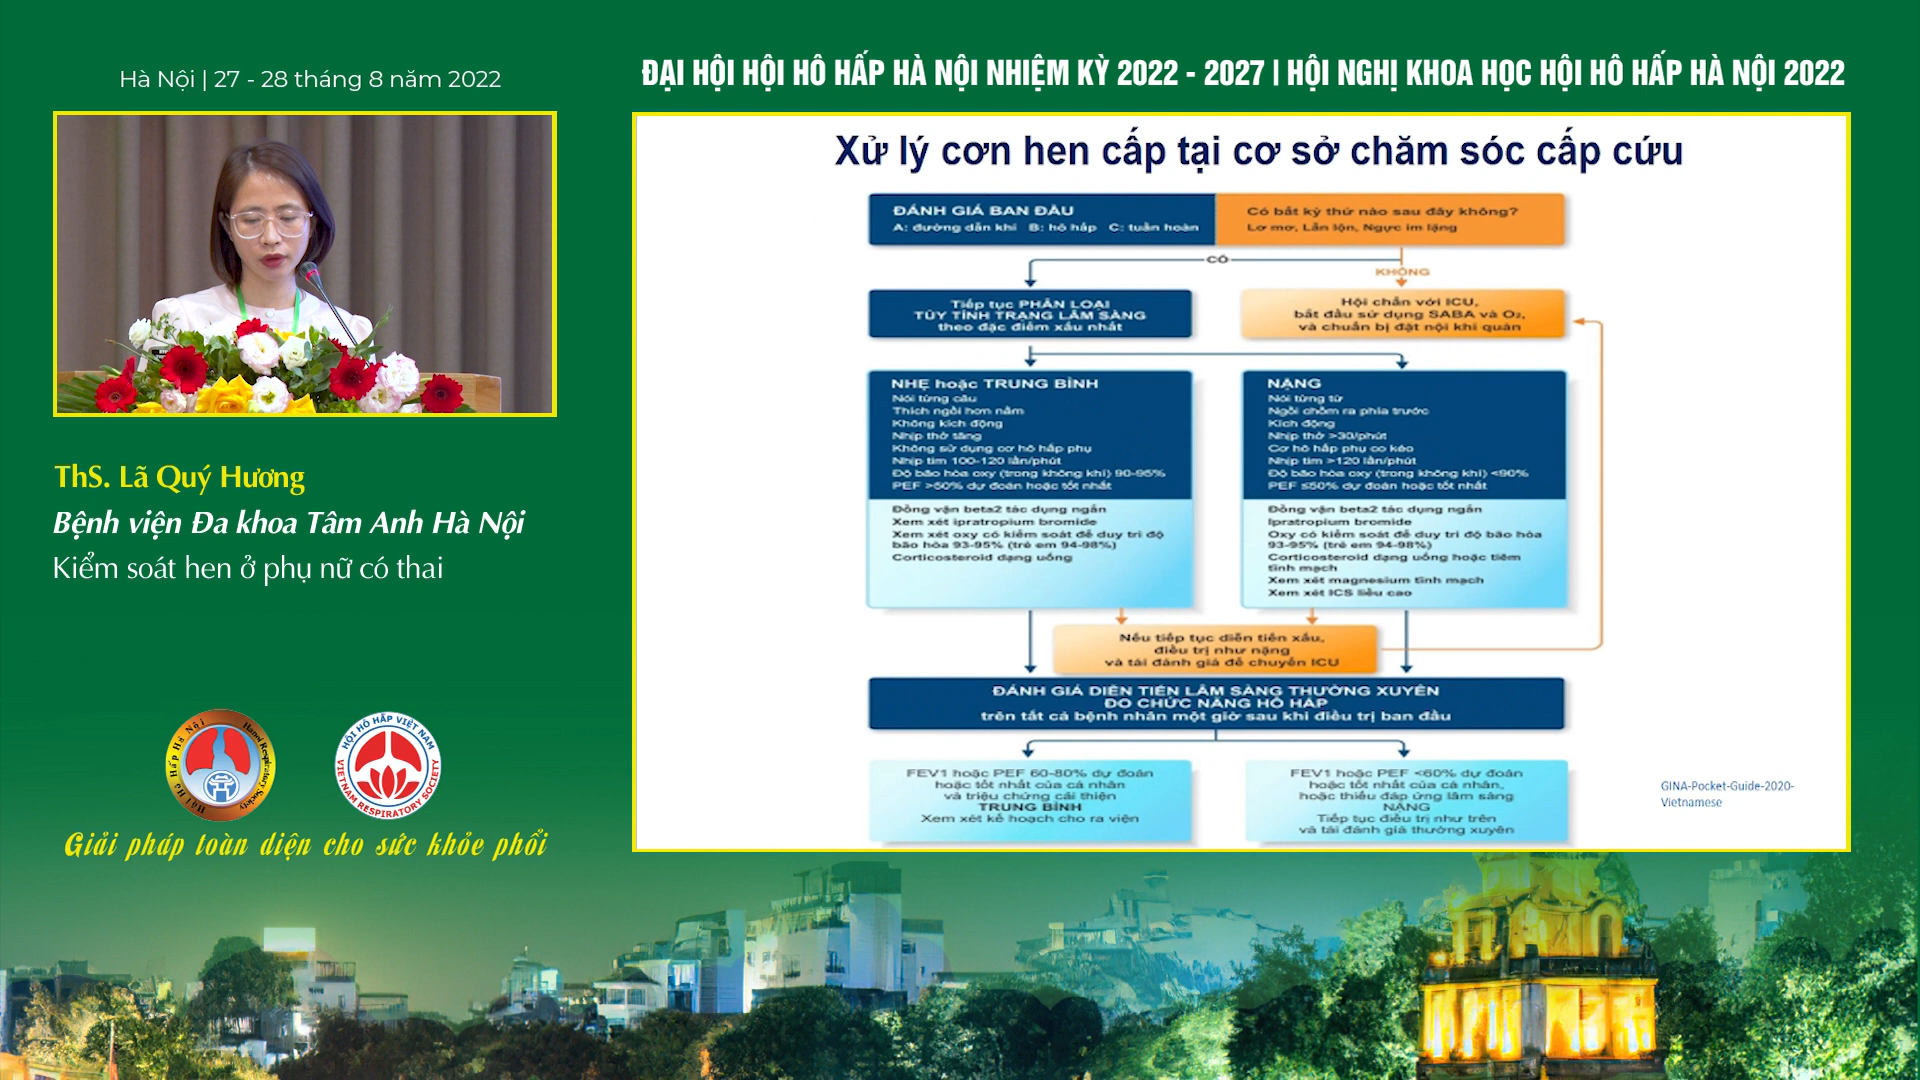 Hà Nội | 27 - 28 tháng 8 năm 2022
ĐẠI HỘI HỘI HÔ HẤP HÀ NỘI NHIỆM KỲ 2022 - 2027 | HỘI NGHỊ KHOA HỌC HỘI HÔ HẤP HÀ NỘI 2022
ThS. Lã Quý Hương
Bệnh viện Đa khoa Tâm Anh Hà Nội
Kiểm soát hen ở phụ nữ có thai
Hội Hô Hấp Hà Nội
Hanoi Respiratory Society
HỘI HÔ HẤP VIỆT NAM
VIETNAM RESPIRATORY SOCIETY
Giải pháp toàn diện cho sức khỏe phổi
Xử lý cơn hen cấp tại cơ sở chăm sóc cấp cứu
ĐÁNH GIÁ BAN ĐẦU
A: đường dẫn khí B: hô hấp C: tuần hoàn
Có bất kỳ thứ nào sau đây không?
Lơ mơ, Lẫn lộn, Ngực im lặng
CÓ
KHÔNG
Tiếp tục PHÂN LOẠI
TÙY TÌNH TRẠNG LÂM SÀNG
theo đặc điểm xấu nhất
Hội chẩn với ICU,
bắt đầu sử dụng SABA và O₂,
và chuẩn bị đặt nội khí quản
NHẸ hoặc TRUNG BÌNH
Nói từng câu
Thích ngồi hơn nằm
Không kích động
Nhịp thở tăng
Không sử dụng cơ hô hấp phụ
Nhịp tim 100-120 lần/phút
Độ bão hòa oxy (trong không khí) 90-95%
PEF >50% dự đoán hoặc tốt nhất
NẶNG
Nói từng từ
Ngồi chồm ra phía trước
Kích động
Nhịp thở >30/phút
Cơ hô hấp phụ co kéo
Nhịp tim >120 lần/phút
Độ bão hòa oxy (trong không khí) <90%
PEF ≤50% dự đoán hoặc tốt nhất
Đồng vận beta2 tác dụng ngắn
Xem xét ipratropium bromide
Xem xét oxy có kiểm soát để duy trì độ
bão hòa 93-95% (trẻ em 94-98%)
Corticosteroid dạng uống
Đồng vận beta2 tác dụng ngắn
Ipratropium bromide
Oxy có kiểm soát để duy trì độ bão hòa
93-95% (trẻ em 94-98%)
Corticosteroid dạng uống hoặc tiêm
tĩnh mạch
Xem xét magnesium tĩnh mạch
Xem xét ICS liều cao
Nếu tiếp tục diễn tiến xấu,
điều trị như nặng
và tái đánh giá để chuyển ICU
ĐÁNH GIÁ DIỄN TIẾN LÂM SÀNG THƯỜNG XUYÊN
ĐO CHỨC NĂNG HÔ HẤP
trên tất cả bệnh nhân một giờ sau khi điều trị ban đầu
FEV1 hoặc PEF 60-80% dự đoán
hoặc tốt nhất của cá nhân
và triệu chứng cải thiện
TRUNG BÌNH
Xem xét kế hoạch cho ra viện
FEV1 hoặc PEF <60% dự đoán
hoặc tốt nhất của cá nhân,
hoặc thiếu đáp ứng lâm sàng
NẶNG
Tiếp tục điều trị như trên
và tái đánh giá thường xuyên
GINA-Pocket-Guide-2020-
Vietnamese